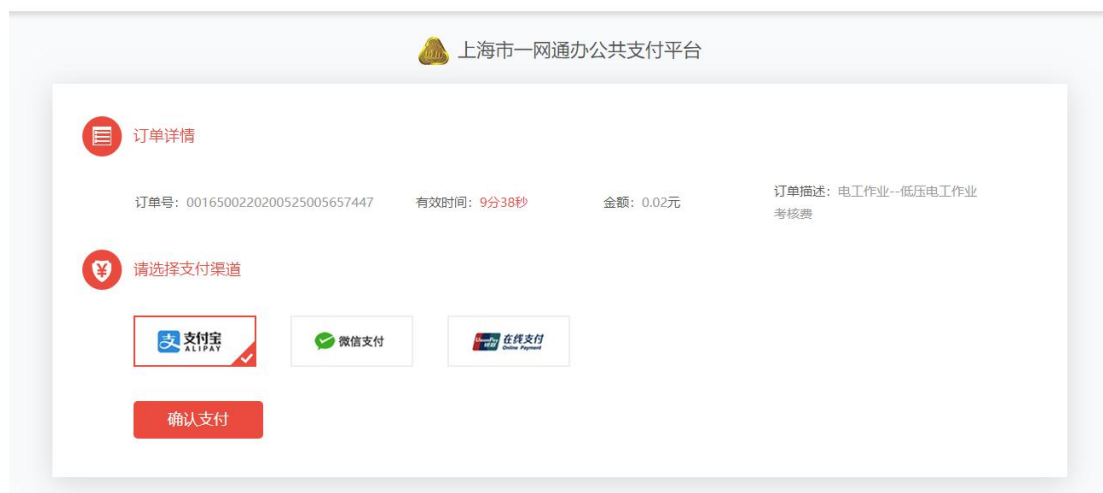 上海市一网通办公共支付平台
订单详情
订单号：0016500220200525005657447 有效时间：9分38秒 金额：0.02元 订单描述：电工作业--低压电工作业
考核费
请选择支付渠道
支付宝
ALIPAY
微信支付
UnionPay
银联
在线支付
Online Payment
确认支付